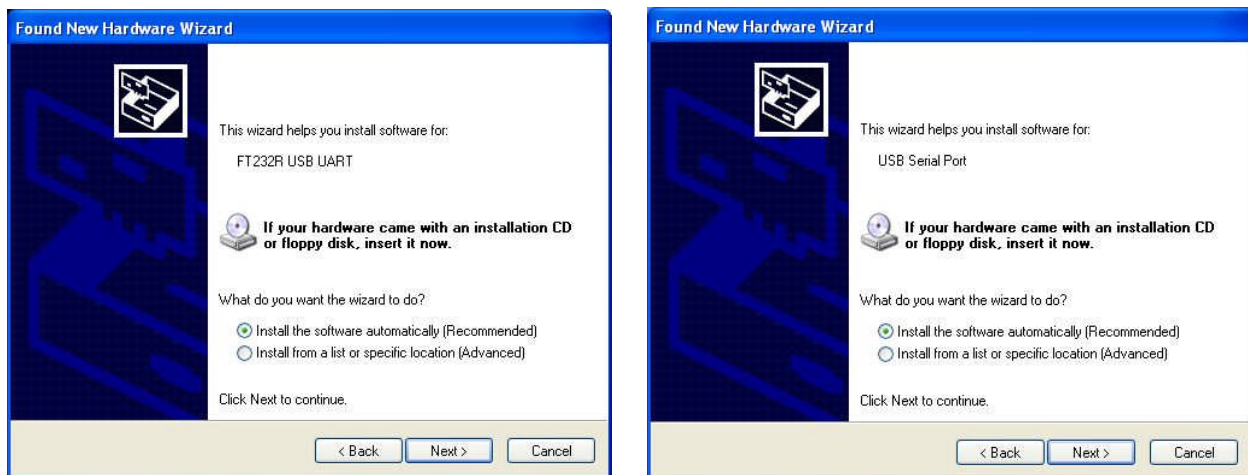 Found New Hardware Wizard
This wizard helps you install software for:
FT232R USB UART
If your hardware came with an installation CD
or floppy disk, insert it now.
What do you want the wizard to do?
Install the software automatically (Recommended)
Install from a list or specific location (Advanced)
Click Next to continue.
< Back
Next >
Cancel
Found New Hardware Wizard
This wizard helps you install software for:
USB Serial Port
If your hardware came with an installation CD
or floppy disk, insert it now.
What do you want the wizard to do?
Install the software automatically (Recommended)
Install from a list or specific location (Advanced)
Click Next to continue.
< Back
Next >
Cancel